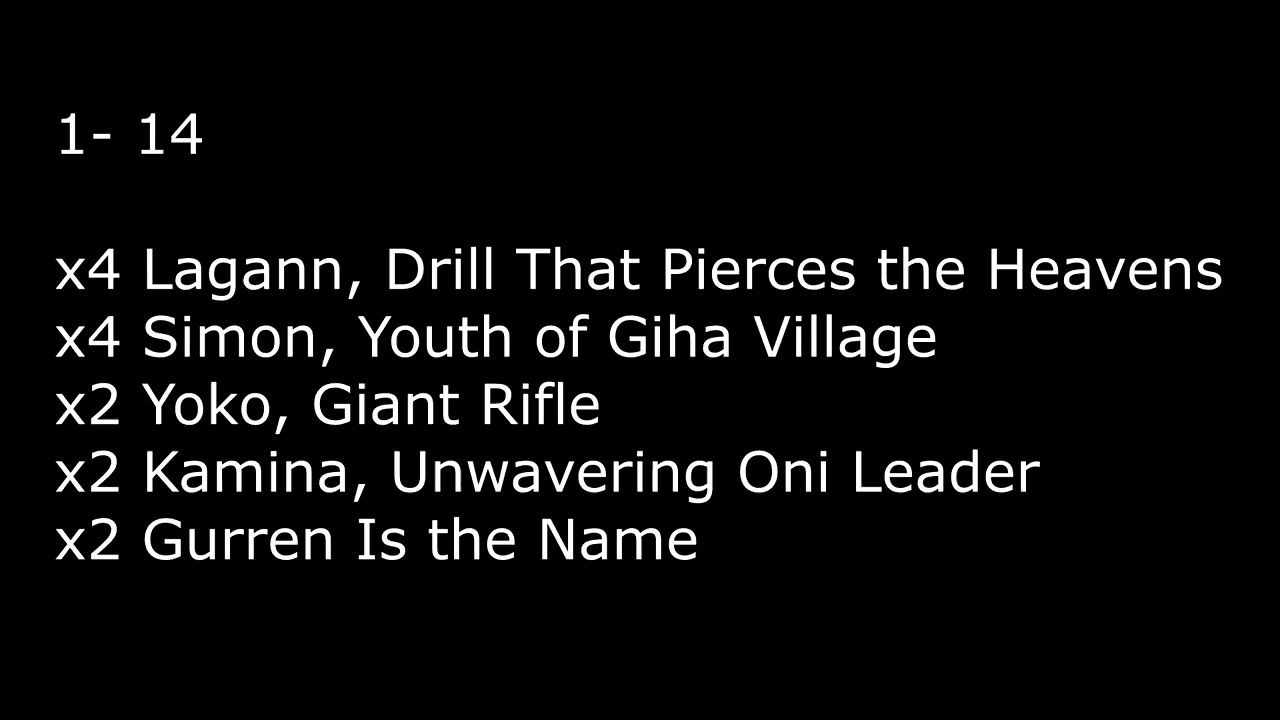 1- 14
x4 Lagann, Drill That Pierces the Heavens
x4 Simon, Youth of Giha Village
x2 Yoko, Giant Rifle
x2 Kamina, Unwavering Oni Leader
x2 Gurren Is the Name